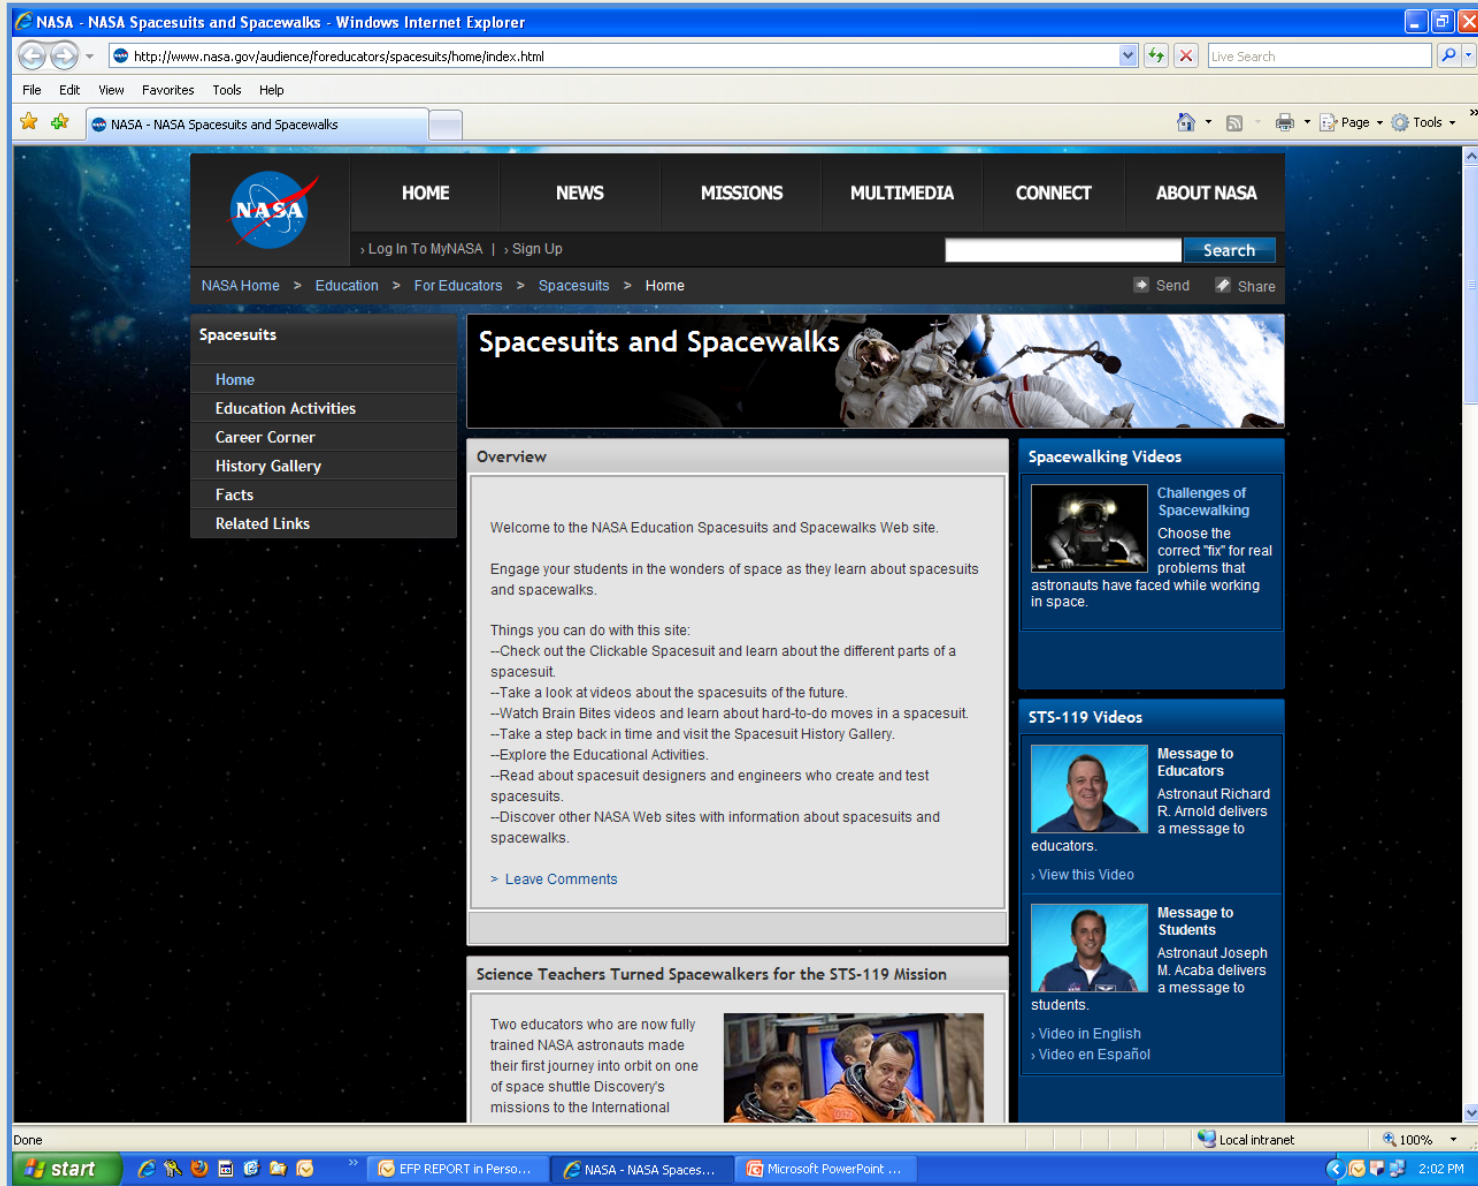 NASA - NASA Spacesuits and Spacewalks - Windows Internet Explorer
http://www.nasa.gov/audience/foreducators/spacesuits/home/index.html
Live Search
File Edit View Favorites Tools Help
NASA - NASA Spacesuits and Spacewalks
Page Tools »
NASA
HOME NEWS MISSIONS MULTIMEDIA CONNECT ABOUT NASA
› Log In To MyNASA | › Sign Up
Search
NASA Home > Education > For Educators > Spacesuits > Home
Send Share
Spacesuits
Home
Education Activities
Career Corner
History Gallery
Facts
Related Links
Spacesuits and Spacewalks
Overview
Welcome to the NASA Education Spacesuits and Spacewalks Web site.
Engage your students in the wonders of space as they learn about spacesuits
and spacewalks.
Things you can do with this site:
--Check out the Clickable Spacesuit and learn about the different parts of a
spacesuit.
--Take a look at videos about the spacesuits of the future.
--Watch Brain Bites videos and learn about hard-to-do moves in a spacesuit.
--Take a step back in time and visit the Spacesuit History Gallery.
--Explore the Educational Activities.
--Read about spacesuit designers and engineers who create and test
spacesuits.
--Discover other NASA Web sites with information about spacesuits and
spacewalks.
> Leave Comments
Science Teachers Turned Spacewalkers for the STS-119 Mission
Two educators who are now fully
trained NASA astronauts made
their first journey into orbit on one
of space shuttle Discovery's
missions to the International
Spacewalking Videos
Challenges of
Spacewalking
Choose the
correct "fix" for real
problems that
astronauts have faced while working
in space.
STS-119 Videos
Message to
Educators
Astronaut Richard
R. Arnold delivers
a message to
educators.
› View this Video
Message to
Students
Astronaut Joseph
M. Acaba delivers
a message to
students.
› Video in English
› Video en Español
Done
Local intranet
100%
start
»
EFP REPORT in Perso...
NASA - NASA Spaces...
Microsoft PowerPoint ...
2:02 PM